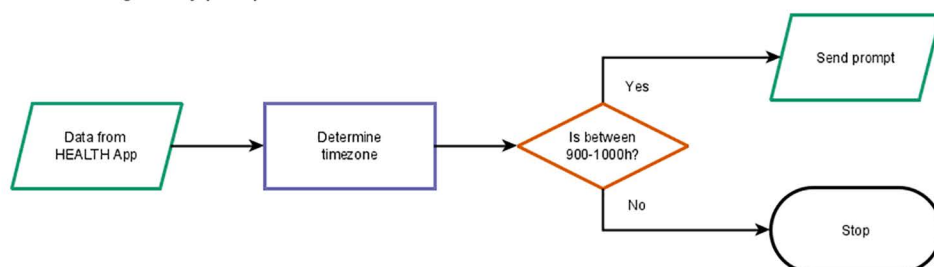 Data from
HEALTH App
Determine
timezone
Is between
900-1000h?
Yes
Send prompt
No
Stop